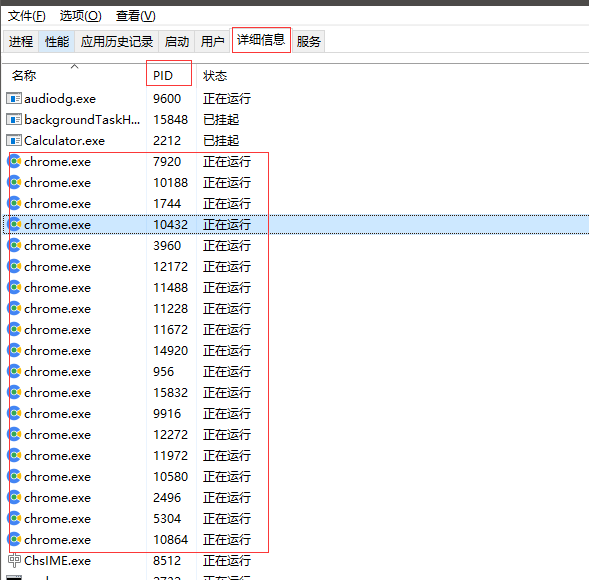 文件(F) 选项(O) 查看(V)
进程 性能 应用历史记录 启动 用户 详细信息 服务
名称 PID 状态
audiodg.exe 9600 正在运行
backgroundTaskH... 15848 已挂起
Calculator.exe 2212 已挂起
chrome.exe 7920 正在运行
chrome.exe 10188 正在运行
chrome.exe 1744 正在运行
chrome.exe 10432 正在运行
chrome.exe 3960 正在运行
chrome.exe 12172 正在运行
chrome.exe 11488 正在运行
chrome.exe 11228 正在运行
chrome.exe 11672 正在运行
chrome.exe 14920 正在运行
chrome.exe 956 正在运行
chrome.exe 15832 正在运行
chrome.exe 9916 正在运行
chrome.exe 12272 正在运行
chrome.exe 11972 正在运行
chrome.exe 10580 正在运行
chrome.exe 2496 正在运行
chrome.exe 5304 正在运行
chrome.exe 10864 正在运行
ChsIME.exe 8512 正在运行